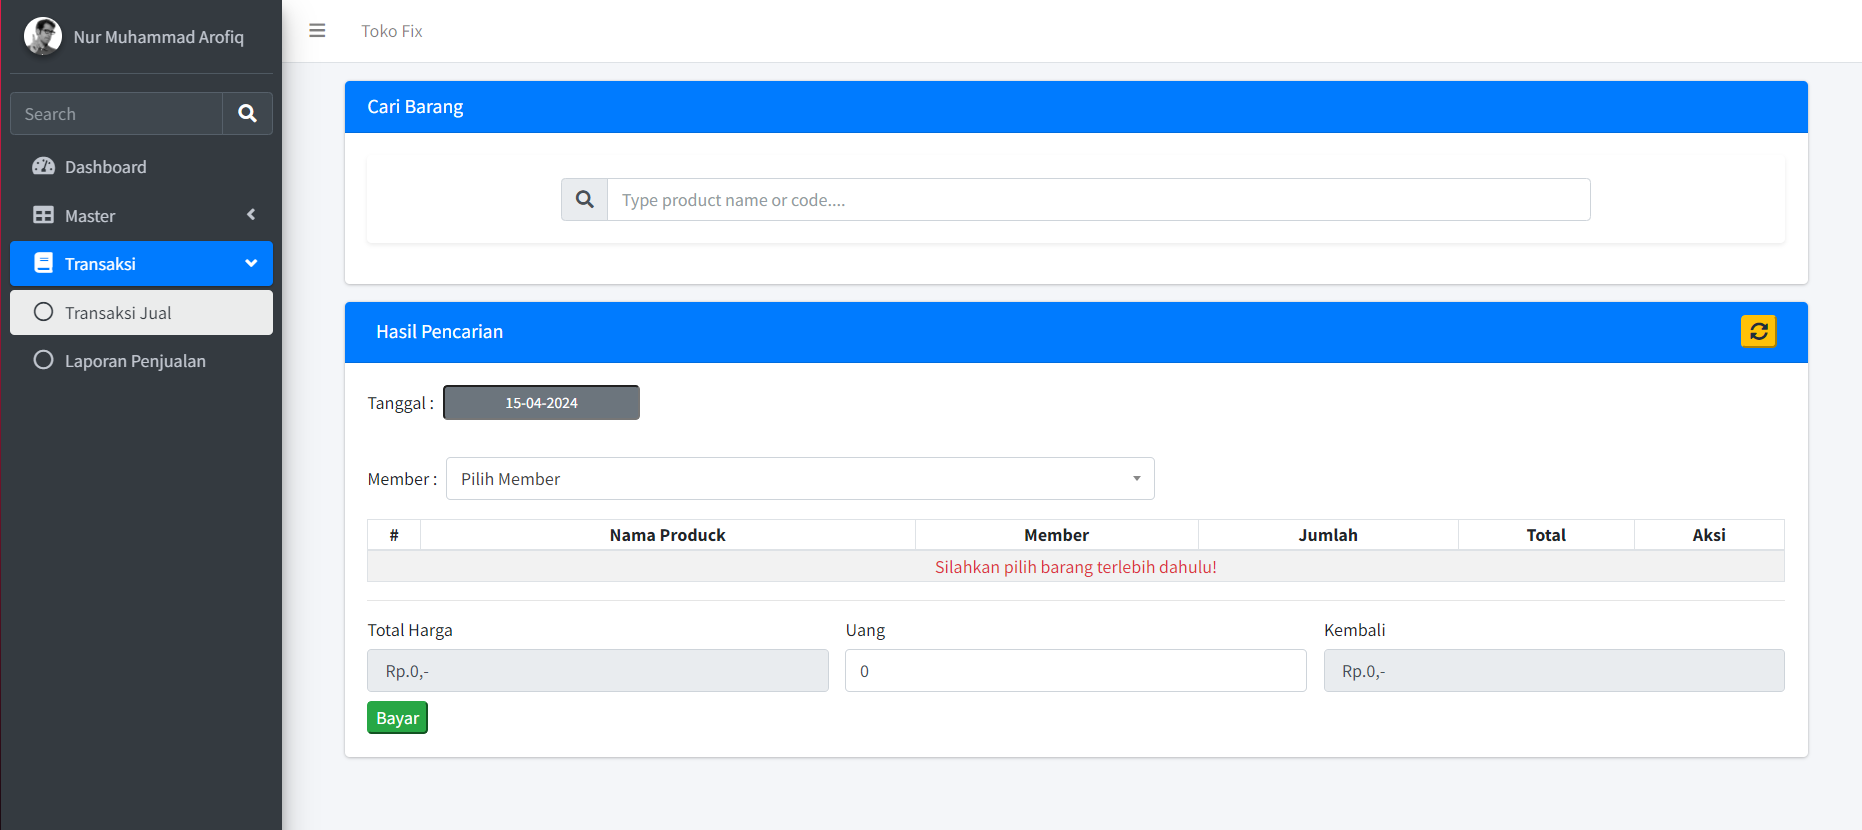 Nur Muhammad Arofiq
Search
Dashboard
Master
Transaksi
Transaksi Jual
Laporan Penjualan
Toko Fix
Cari Barang
Type product name or code....
Hasil Pencarian
Tanggal : 15-04-2024
Member : Pilih Member
# Nama Produck Member Jumlah Total Aksi
Silahkan pilih barang terlebih dahulu!
Total Harga Uang Kembali
Rp.0,- 0 Rp.0,-
Bayar